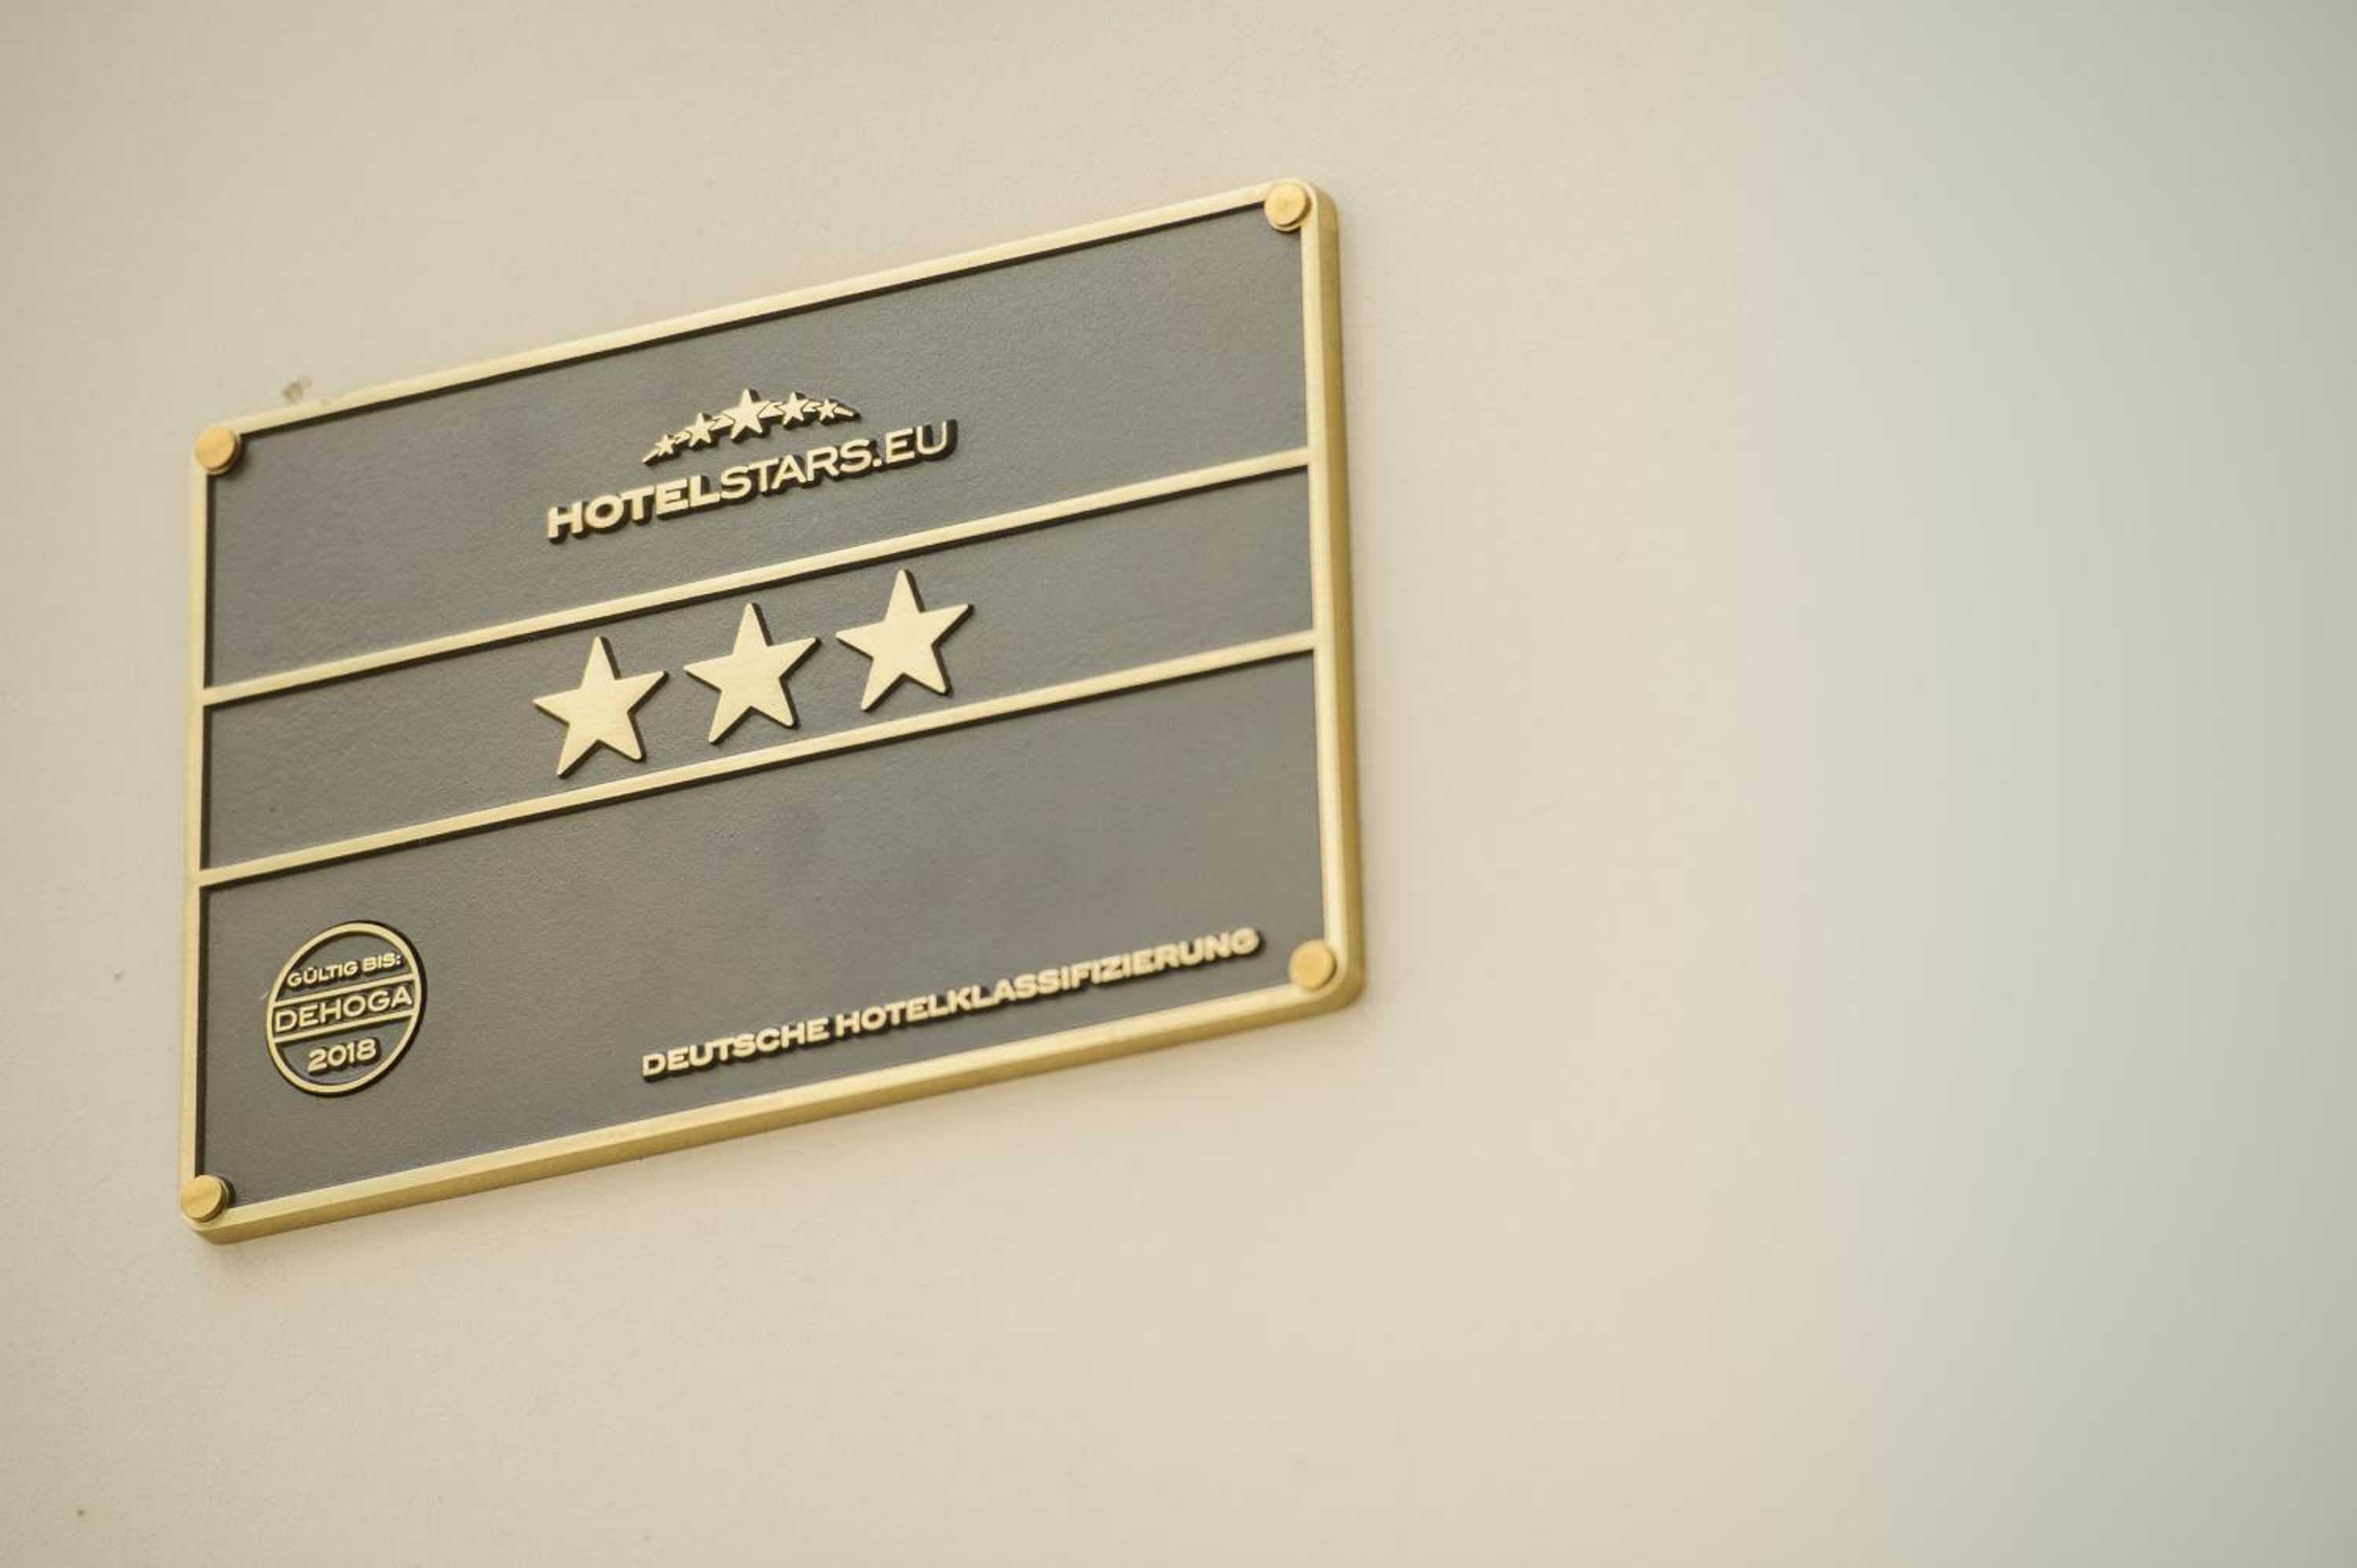 HOTELSTARS.EU
GÜLTIG BIS:
DEHOGA
2018
DEUTSCHE HOTELKLASSIFIZIERUNG